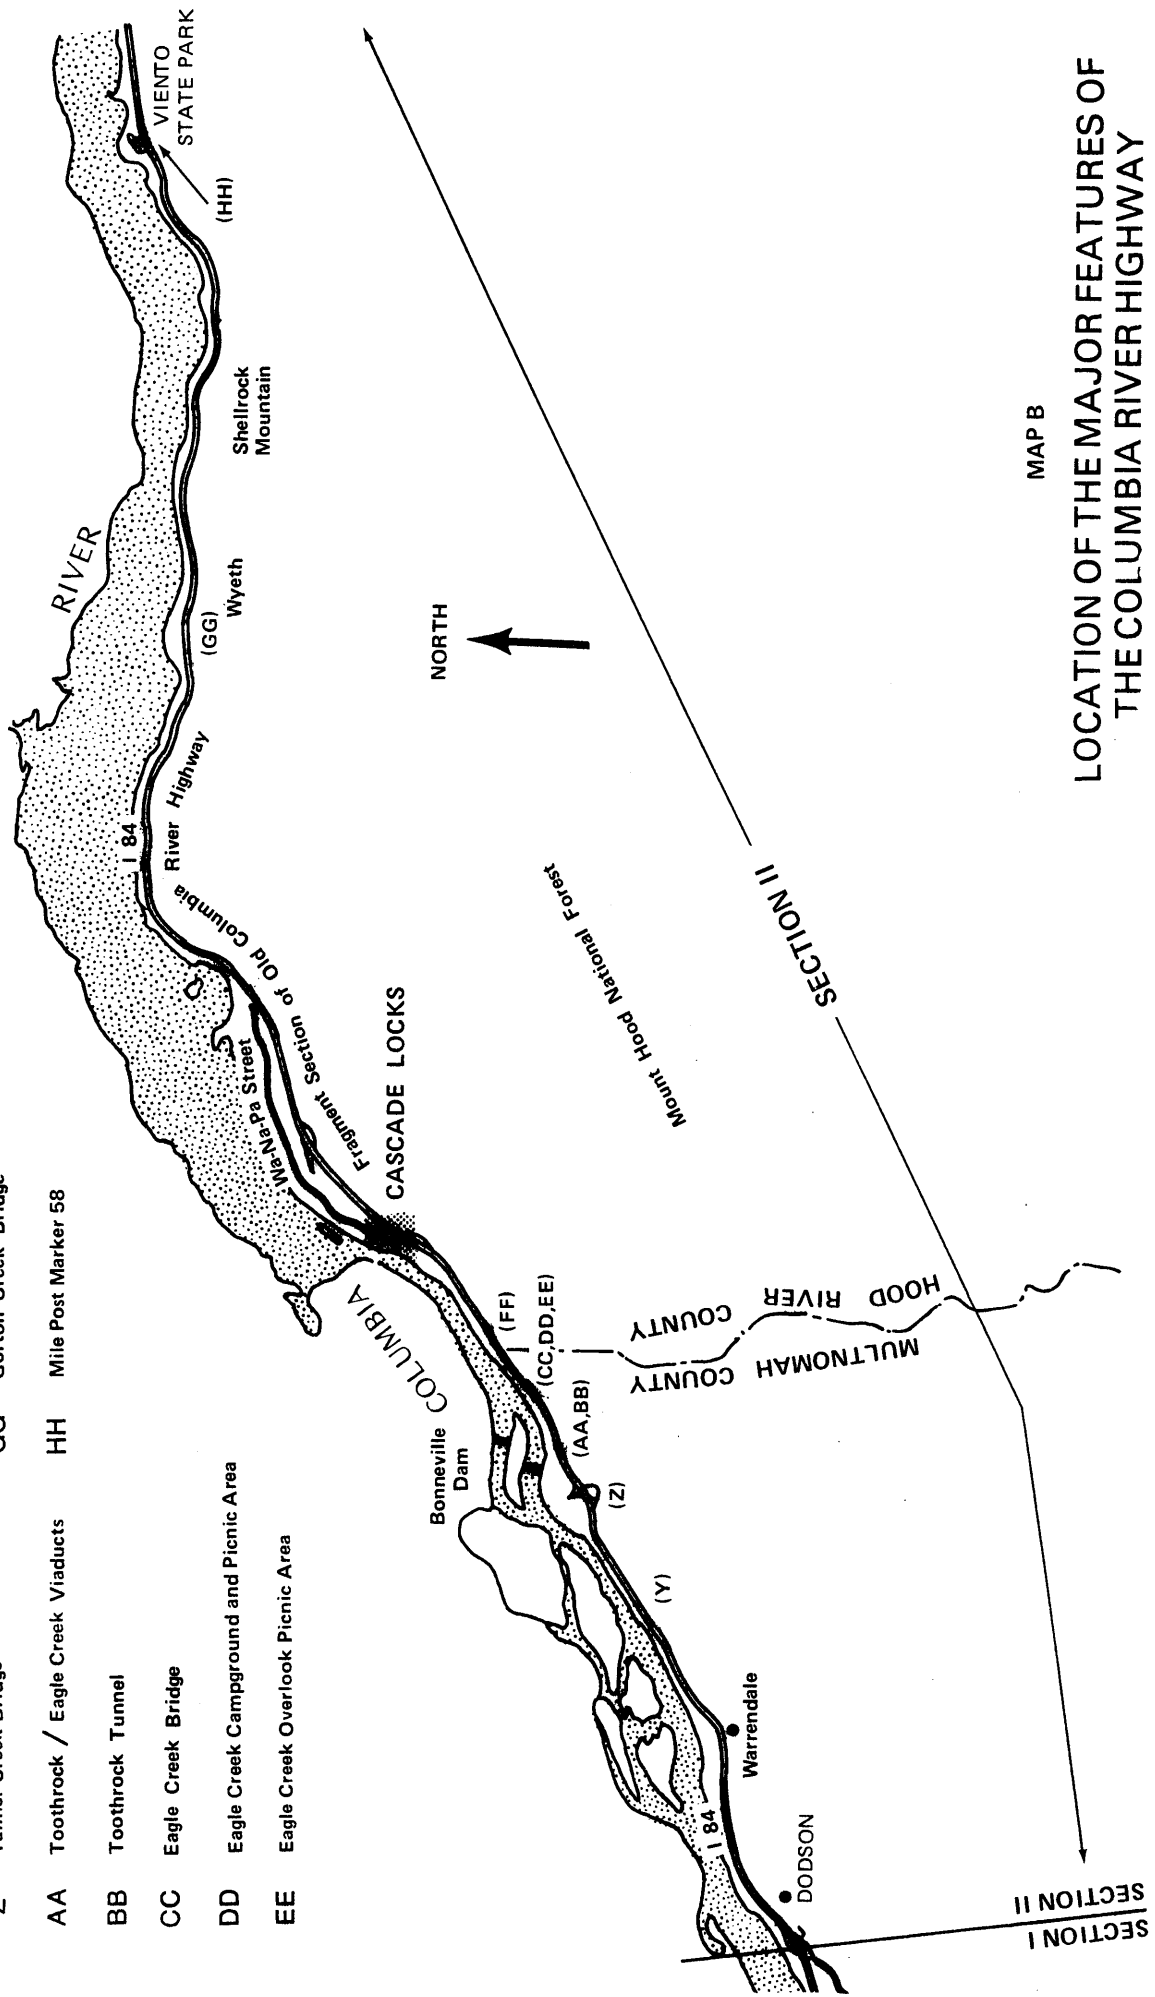 AA Toothrock / Eagle Creek Viaducts
BB Toothrock Tunnel
CC Eagle Creek Bridge
DD Eagle Creek Campground and Picnic Area
EE Eagle Creek Overlook Picnic Area
HH Mile Post Marker 58
RIVER
VIENTO
STATE PARK
(HH)
Shellrock
Mountain
(GG)
Wyeth
I 84
Fragment Section of Old Columbia River Highway
Wa-Na-Pa Street
CASCADE LOCKS
COLUMBIA
Bonneville
Dam
(FF)
(CC,DD,EE)
(AA,BB)
(Z)
(Y)
Warrendale
I 84
DODSON
HOOD RIVER COUNTY
MULTNOMAH COUNTY
Mount Hood National Forest
NORTH
SECTION II
SECTION II
SECTION I
MAP B
LOCATION OF THE MAJOR FEATURES OF
THE COLUMBIA RIVER HIGHWAY